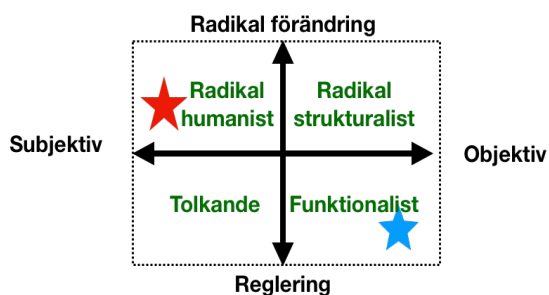 Radikal förändring
Radikal humanist
Radikal strukturalist
Subjektiv
Objektiv
Tolkande
Funktionalist
Reglering